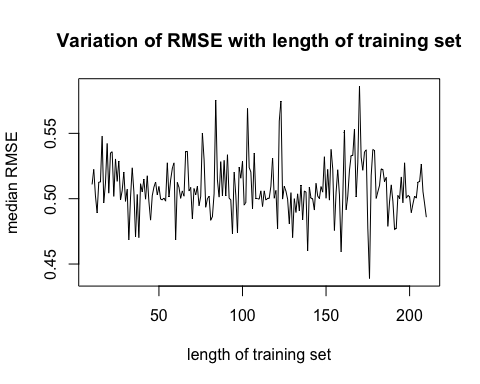 Variation of RMSE with length of training set
median RMSE
0.55
0.50
0.45
50
100
150
200
length of training set